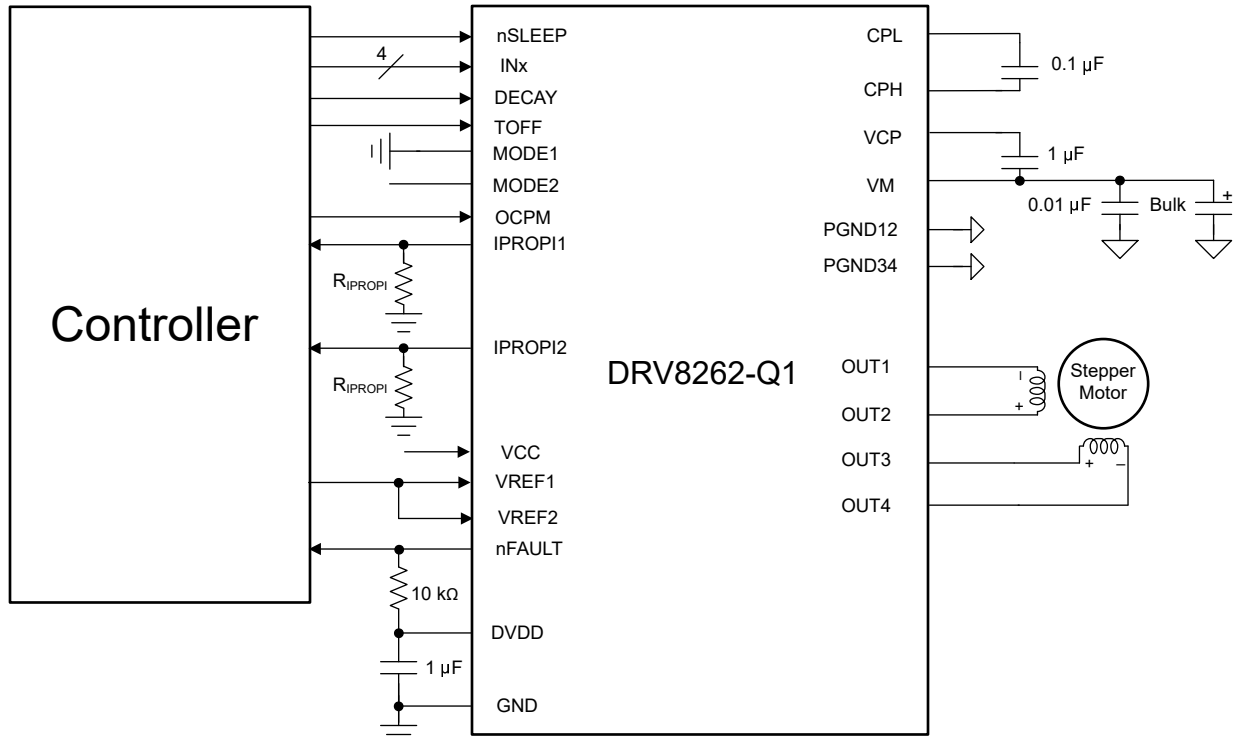 Controller
4
nSLEEP
INx
DECAY
TOFF
MODE1
MODE2
OCPM
IPROPI1
RIPROPI
IPROPI2
RIPROPI
VCC
VREF1
VREF2
nFAULT
10 kΩ
DVDD
1 µF
GND
DRV8262-Q1
CPL
0.1 µF
CPH
VCP
1 µF
VM
0.01 µF
Bulk
+
PGND12
PGND34
OUT1
–
Stepper
Motor
+
OUT2
OUT3
+ –
OUT4